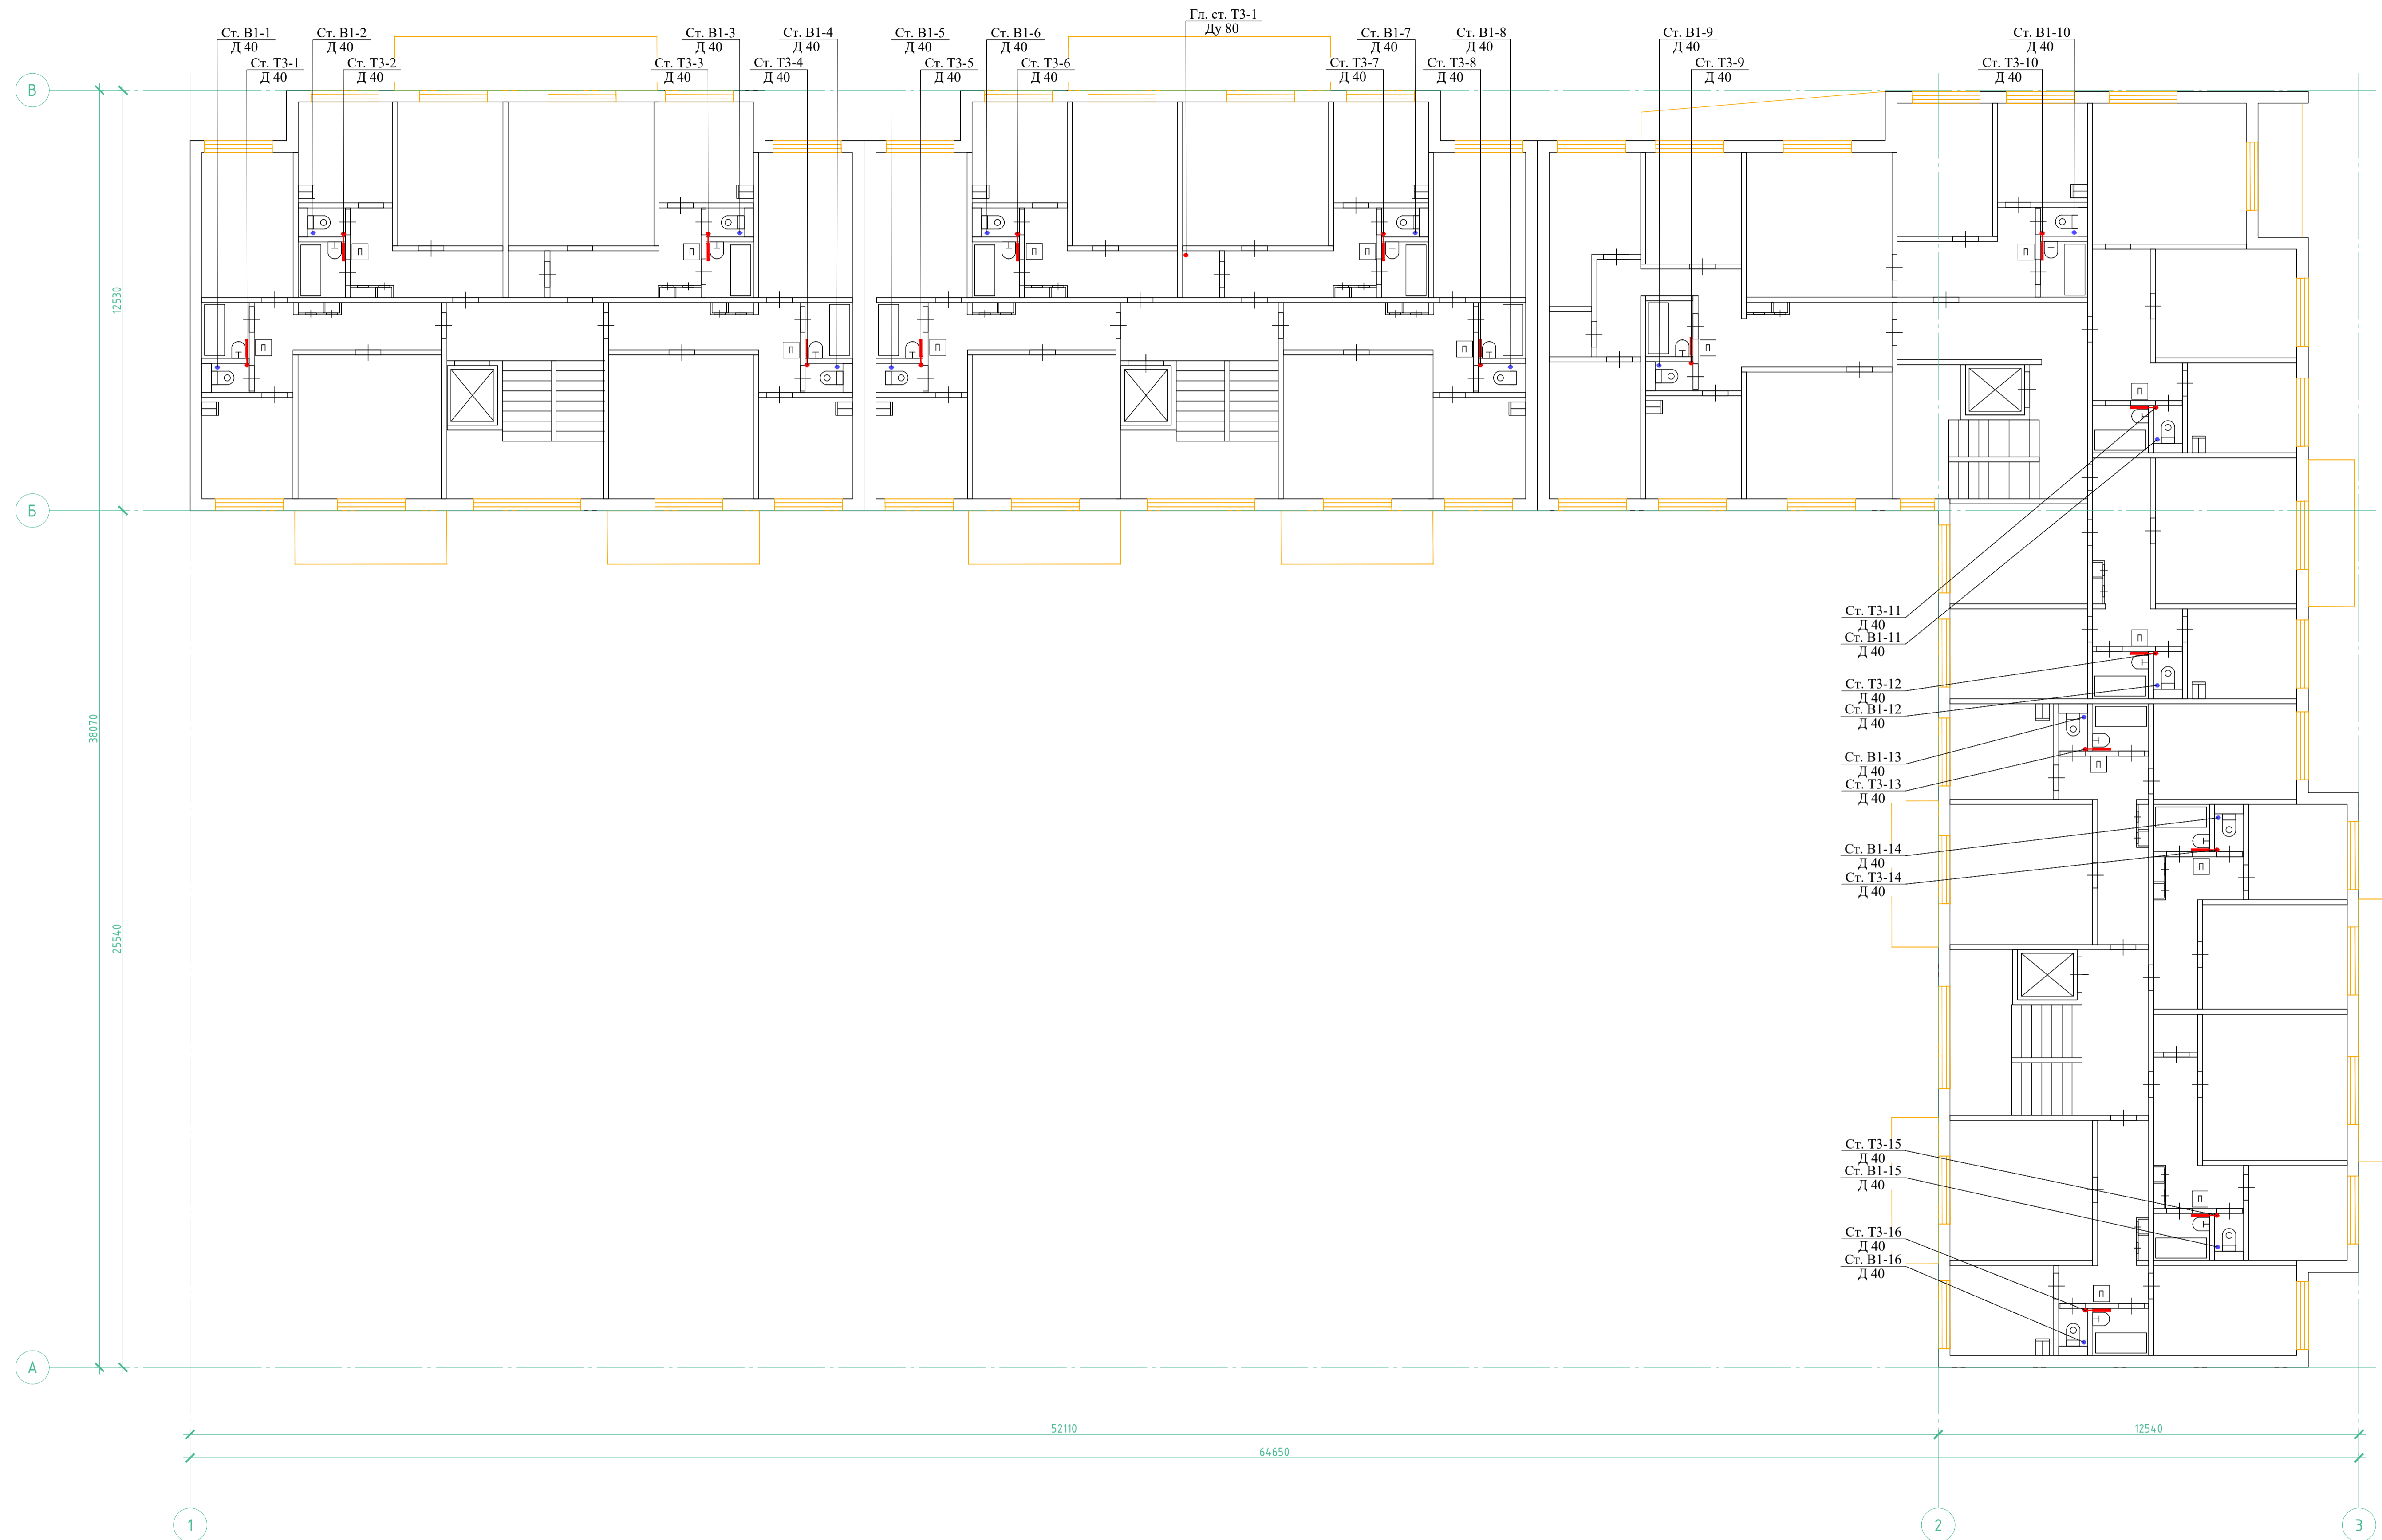 Гл. ст. Т3-1
Ду 80
Ст. В1-1
Д 40
Ст. В1-2
Д 40
Ст. В1-3
Д 40
Ст. В1-4
Д 40
Ст. В1-5
Д 40
Ст. В1-6
Д 40
Ст. В1-7
Д 40
Ст. В1-8
Д 40
Ст. В1-9
Д 40
Ст. В1-10
Д 40
Ст. Т3-1
Д 40
Ст. Т3-2
Д 40
Ст. Т3-3
Д 40
Ст. Т3-4
Д 40
Ст. Т3-5
Д 40
Ст. Т3-6
Д 40
Ст. Т3-7
Д 40
Ст. Т3-8
Д 40
Ст. Т3-9
Д 40
Ст. Т3-10
Д 40
В
П
П
П
П
П
12530
П
П
П
П
П
П
Б
Ст. Т3-11
Д 40
Ст. В1-11
Д 40
П
Ст. Т3-12
Д 40
Ст. В1-12
Д 40
38070
Ст. В1-13
Д 40
П
Ст. Т3-13
Д 40
Ст. В1-14
Д 40
П
Ст. Т3-14
Д 40
25540
Ст. Т3-15
Д 40
Ст. В1-15
Д 40
П
Ст. Т3-16
Д 40
Ст. В1-16
Д 40
П
А
52110
12540
64650
1
2
3